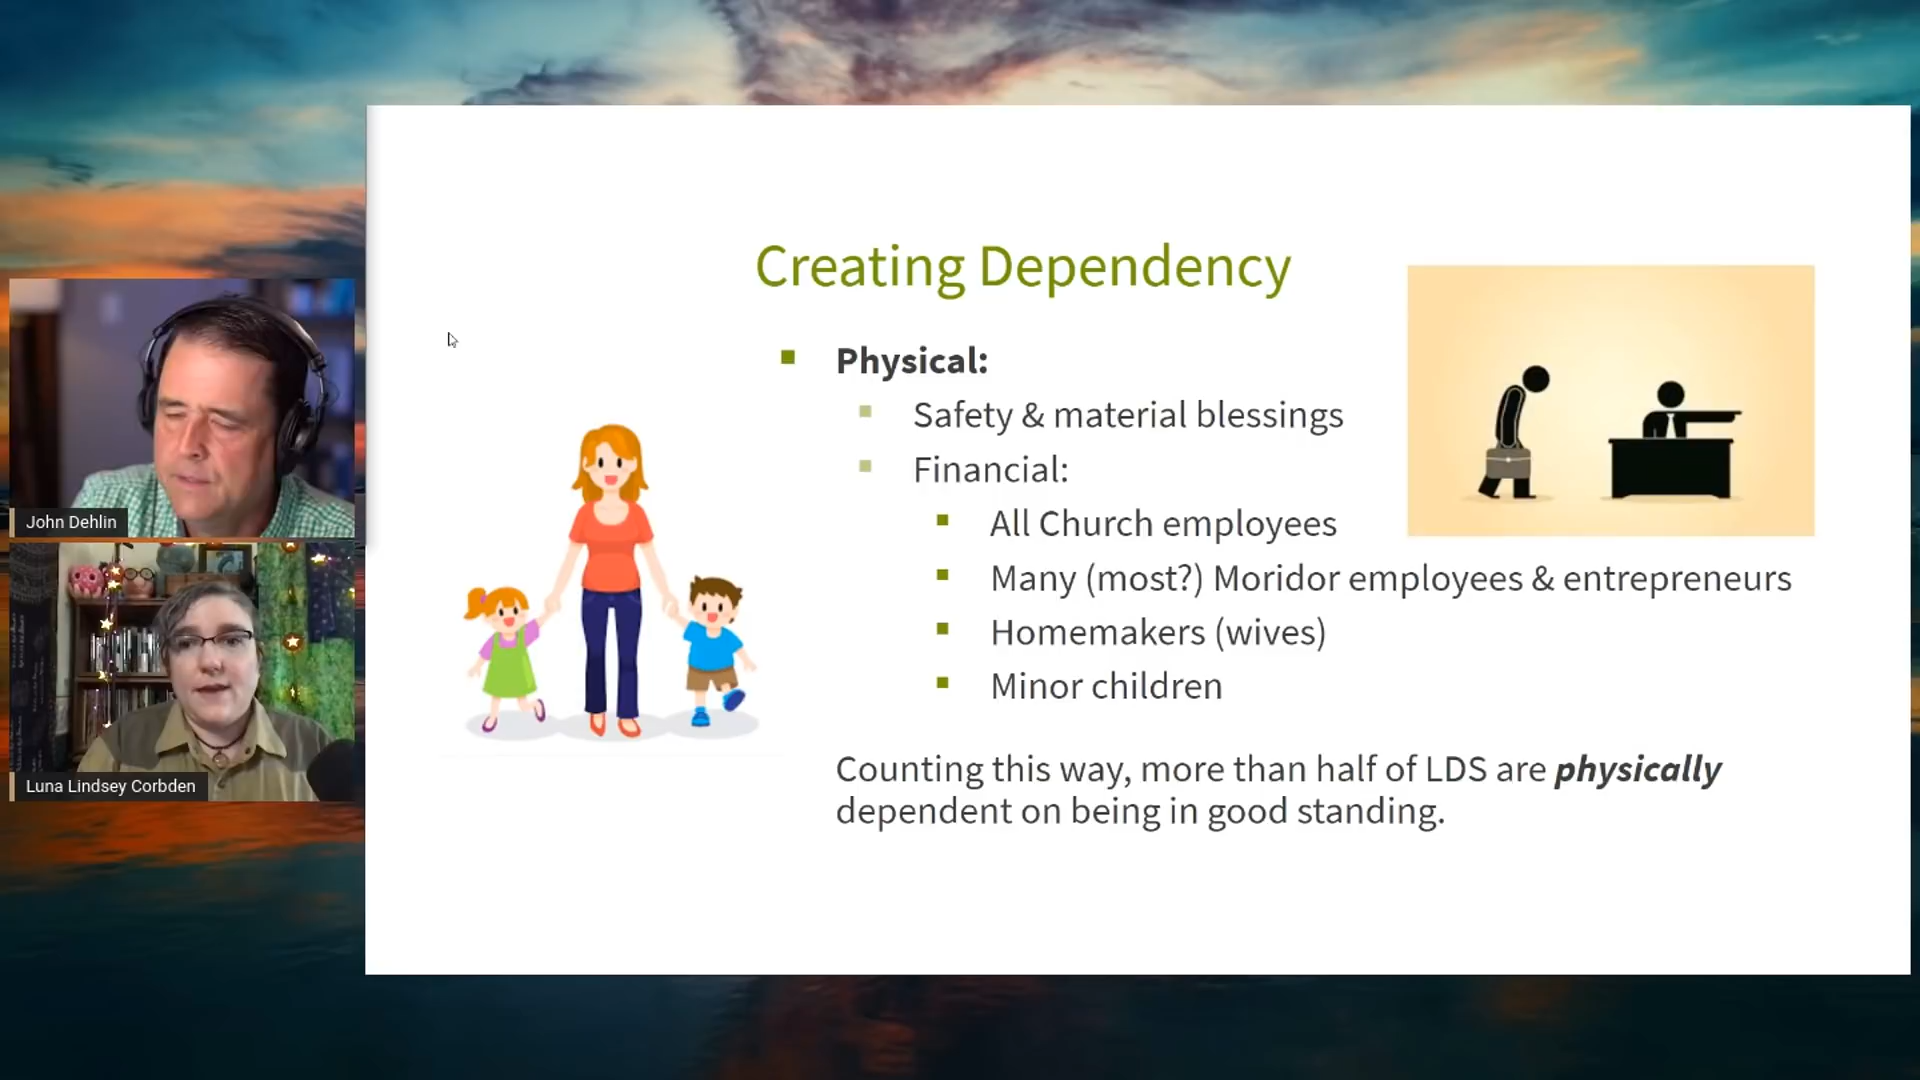 Creating Dependency
Physical:
Safety & material blessings
Financial:
All Church employees
Many (most?) Moridor employees & entrepreneurs
Homemakers (wives)
Minor children
Counting this way, more than half of LDS are physically
dependent on being in good standing.
John Dehlin
Luna Lindsey Corbden